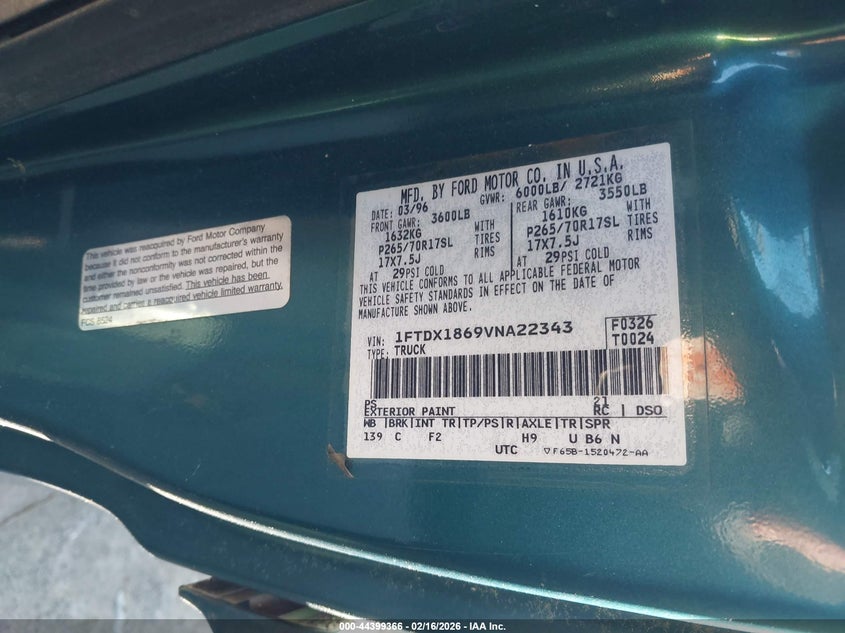 This vehicle was reacquired by Ford Motor Company
because it did not conform to the manufacturer's warranty
and either the nonconformity was not corrected within the
time provided by law or the vehicle was repaired, but the
customer remained unsatisfied. This vehicle has been
repaired and carries a reacquired vehicle limited warranty.
FCS 8524
MFD. BY FORD MOTOR CO. IN U.S.A.
DATE: 03/96 GVWR: 6000LB/ 2721KG
FRONT GAWR: 3600LB REAR GAWR: 3550LB
1632KG WITH 1610KG WITH
P265/70R17SL TIRES P265/70R17SL TIRES
17X7.5J RIMS 17X7.5J RIMS
AT 29PSI COLD AT 29PSI COLD
THIS VEHICLE CONFORMS TO ALL APPLICABLE FEDERAL MOTOR
VEHICLE SAFETY STANDARDS IN EFFECT ON THE DATE OF
MANUFACTURE SHOWN ABOVE.
VIN: 1FTDX1869VNA22343 F0326
TYPE: TRUCK T0024
PS 21
EXTERIOR PAINT RC | DSO
WB |BRK|INT TR|TP/PS|R|AXLE|TR|SPR
139 C F2 H9 U B6 N
UTC ▽F65B-1520472-AA
000-44399366 - 02/16/2026 - IAA Inc.